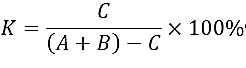 K = C / ((A + B) − C) × 100%